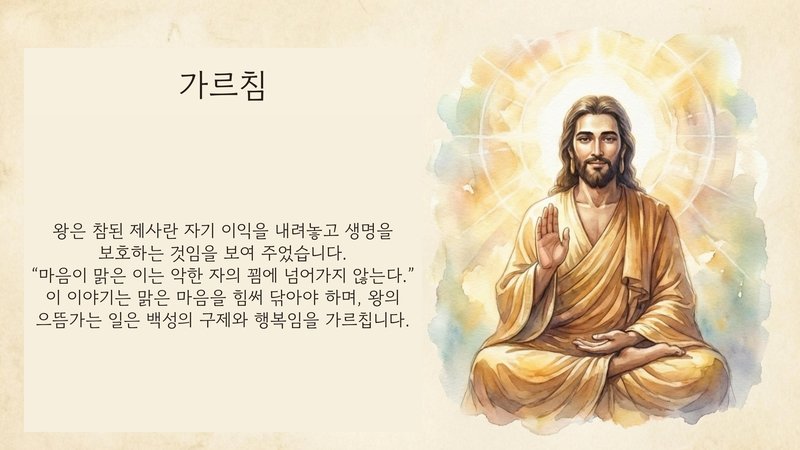 가르침
왕은 참된 제사란 자기 이익을 내려놓고 생명을
보호하는 것임을 보여 주었습니다.
“마음이 맑은 이는 악한 자의 꾐에 넘어가지 않는다.”
이 이야기는 맑은 마음을 힘써 닦아야 하며, 왕의
으뜸가는 일은 백성의 구제와 행복임을 가르칩니다.